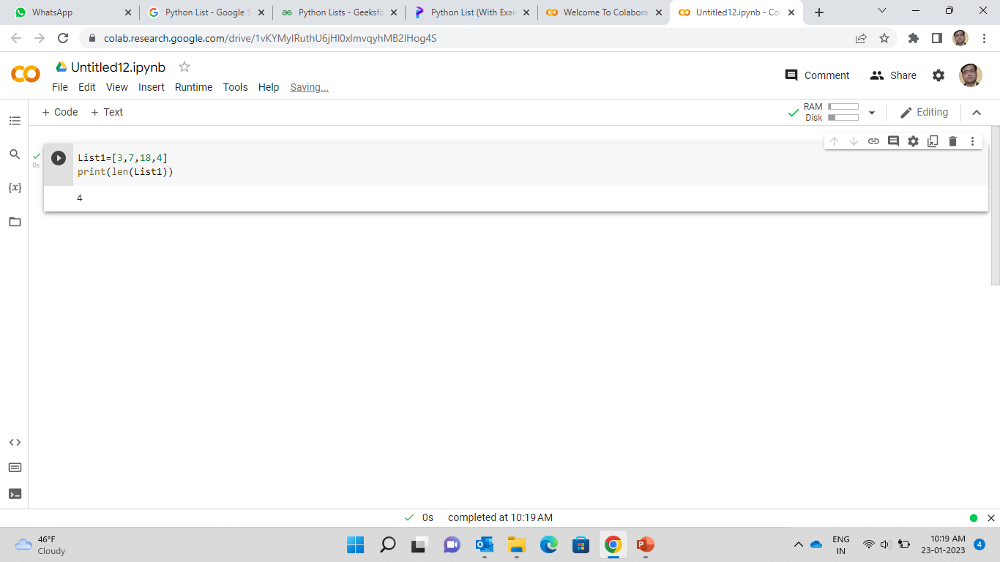 WhatsApp
Python List - Google S
Python Lists - Geeksfo
Python List (With Exam
Welcome To Colabora
Untitled12.ipynb - Col
colab.research.google.com/drive/1vKYMyIRuthU6jHl0xImvqyhMB2IHog4S
Untitled12.ipynb
File Edit View Insert Runtime Tools Help Saving...
Comment Share
+ Code + Text
RAM
Disk
Editing
List1=[3,7,18,4]
0s
print(len(List1))
{x}
4
0s completed at 10:19 AM
46°F
Cloudy
ENG
IN
10:19 AM
23-01-2023
4